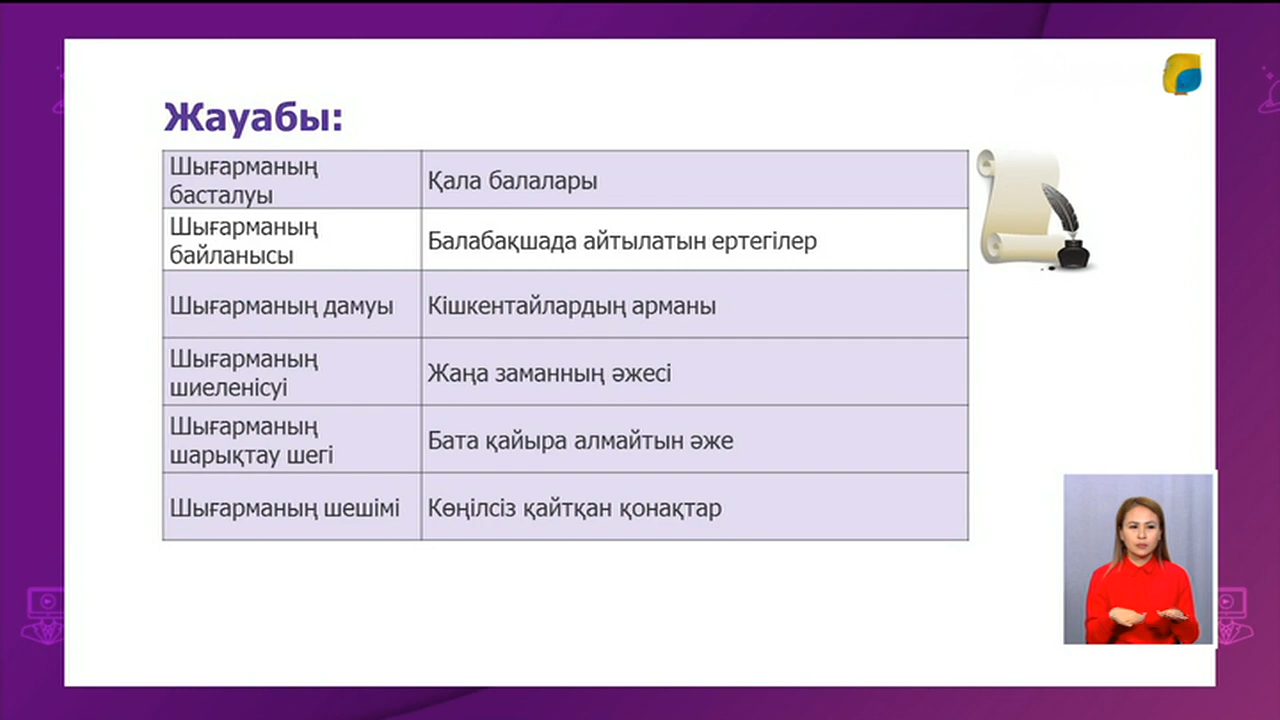 Жауабы:
Шығарманың
басталуы
Қала балалары
Шығарманың
байланысы
Балабақшада айтылатын ертегілер
Шығарманың дамуы
Кішкентайлардың арманы
Шығарманың
шиеленісуі
Жаңа заманның әжесі
Шығарманың
шарықтау шегі
Бата қайыра алмайтын әже
Шығарманың шешімі
Көңілсіз қайтқан қонақтар